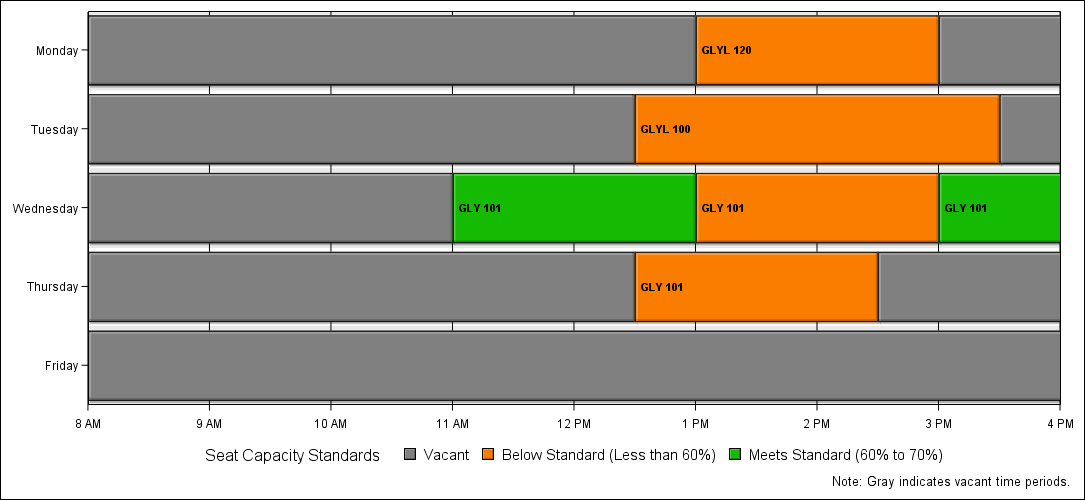 Monday
GLYL 120
Tuesday
GLYL 100
Wednesday
GLY 101
GLY 101
GLY 101
Thursday
GLY 101
Friday
8 AM 9 AM 10 AM 11 AM 12 PM 1 PM 2 PM 3 PM 4 PM
Seat Capacity Standards Vacant Below Standard (Less than 60%) Meets Standard (60% to 70%)
Note: Gray indicates vacant time periods.